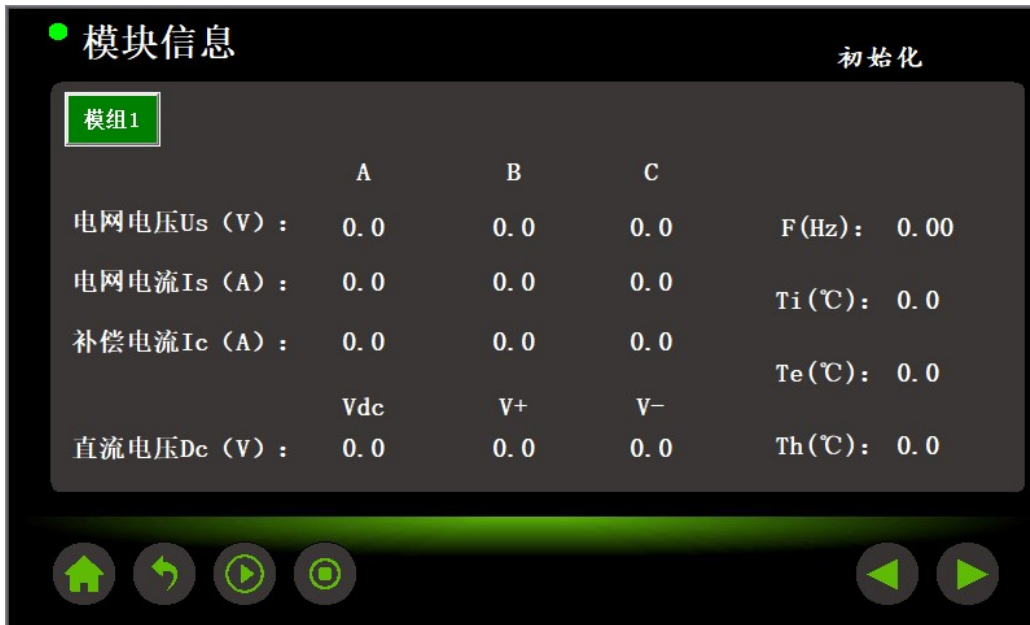 模块信息
初始化
模组1
A B C
电网电压Us（V）： 0.0 0.0 0.0 F(Hz)： 0.00
电网电流Is（A）： 0.0 0.0 0.0 Ti(℃)： 0.0
补偿电流Ic（A）： 0.0 0.0 0.0 Te(℃)： 0.0
Vdc V+ V-
直流电压Dc（V）： 0.0 0.0 0.0 Th(℃)： 0.0